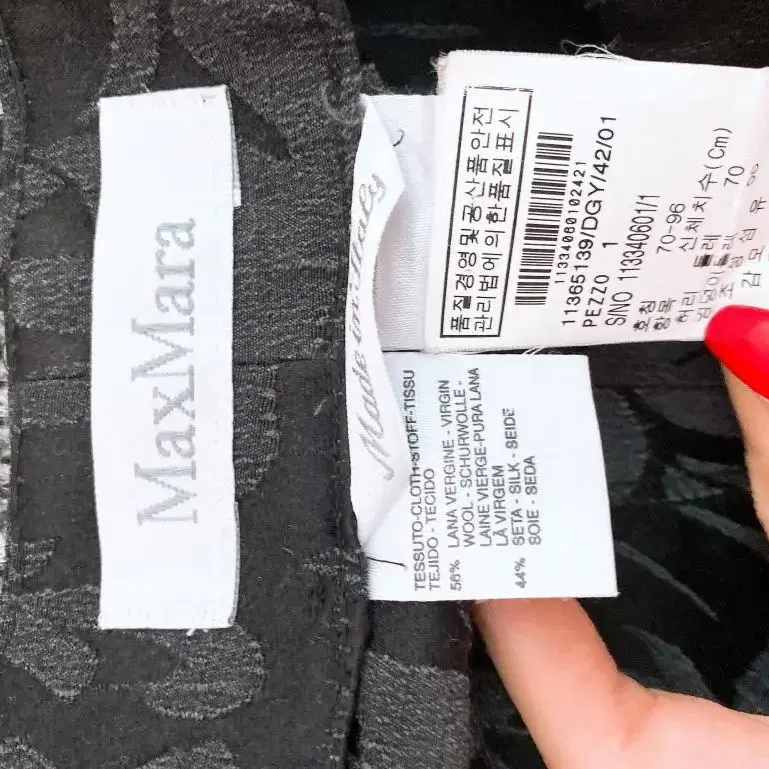 MaxMara
Made in Italy
품질경영및공산품안전
관리법에의한품질표시
11334060102421
11365139/DGY/42/01
PEZZO 1
S/NO 113340601/1
70-96
신체치수(Cm)
70
TESSUTO-CLOTH-STOFF-TISSU
TEJIDO - TECIDO
56% LANA VERGINE - VIRGIN
WOOL - SCHURWOLLE -
LAINE VIERGE-PURA LANA
LÃ VIRGEM
44% SETA - SILK - SEIDE
SOIE - SEDA